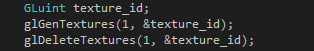 GLuint texture_id;
glGenTextures(1, &texture_id);
glDeleteTextures(1, &texture_id);